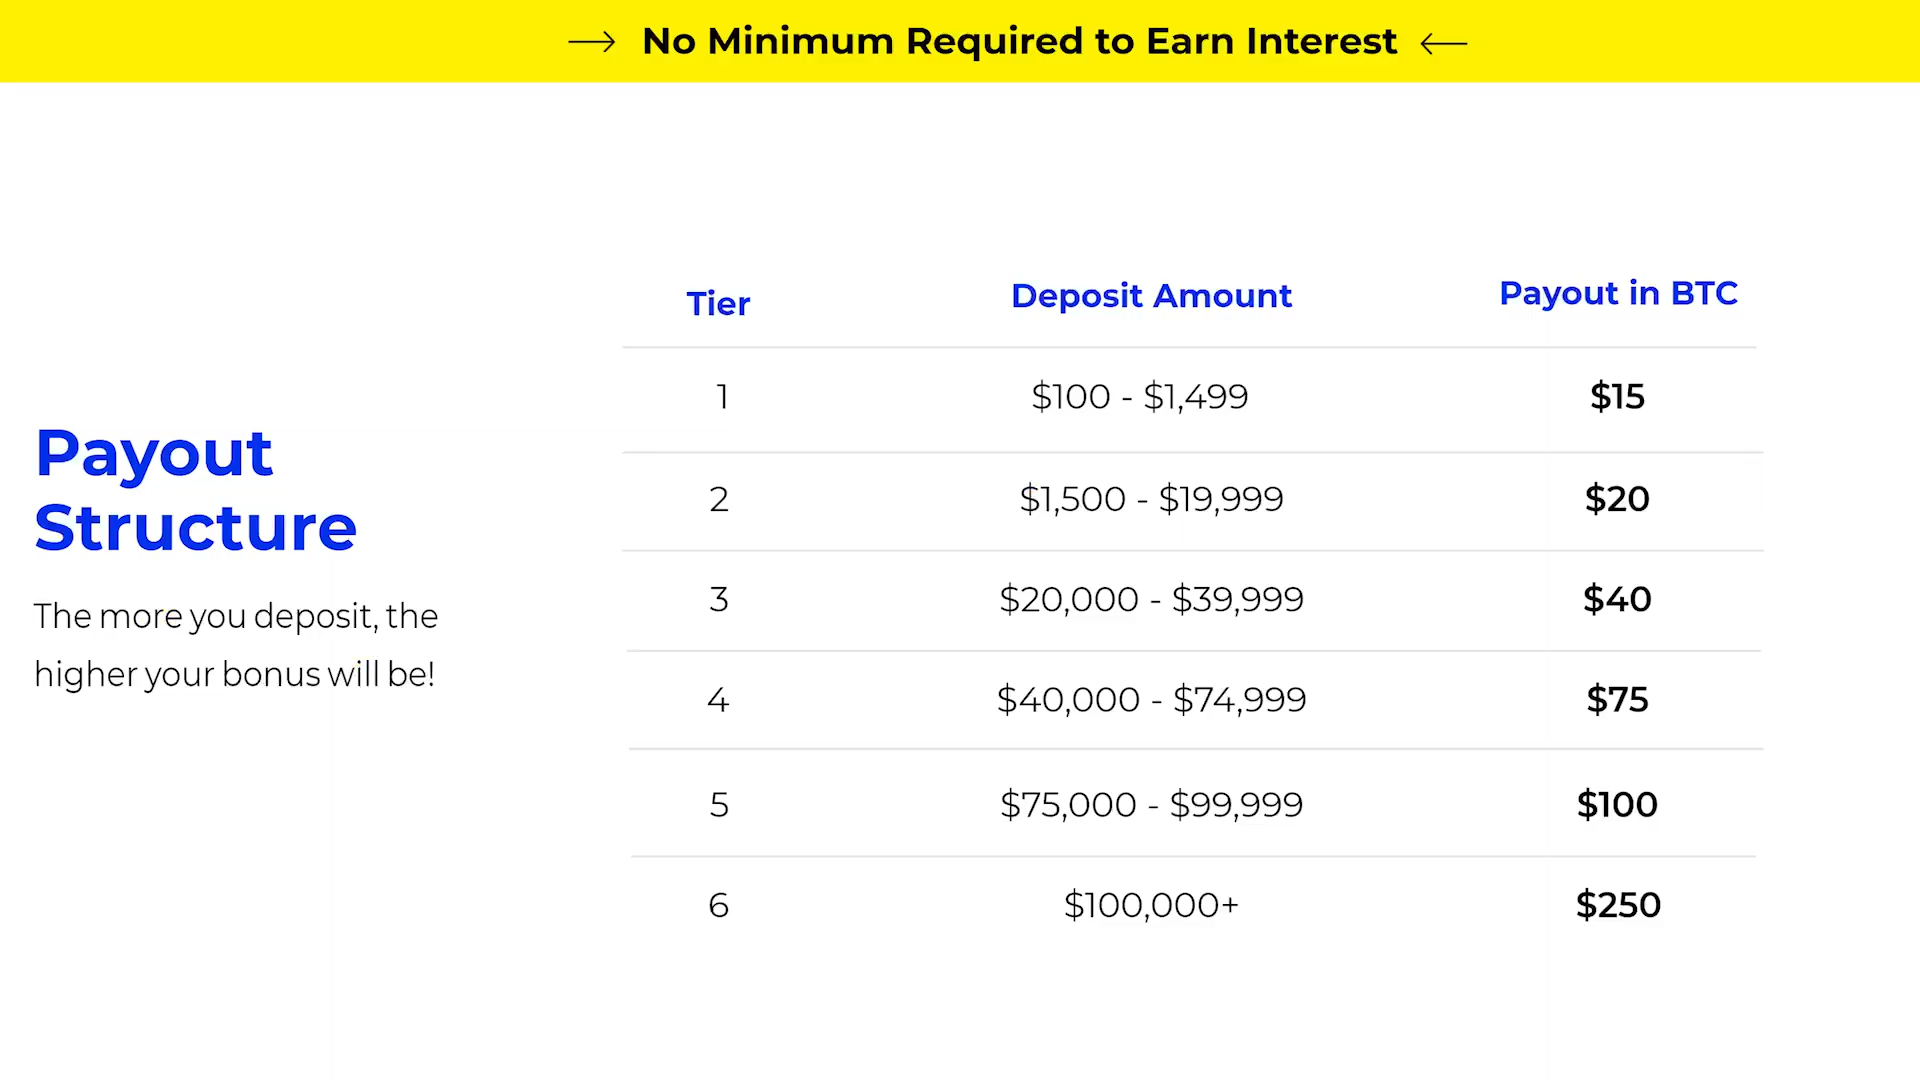 → No Minimum Required to Earn Interest ←
Payout
Structure
The more you deposit, the
higher your bonus will be!
Tier Deposit Amount Payout in BTC
1 $100 - $1,499 $15
2 $1,500 - $19,999 $20
3 $20,000 - $39,999 $40
4 $40,000 - $74,999 $75
5 $75,000 - $99,999 $100
6 $100,000+ $250